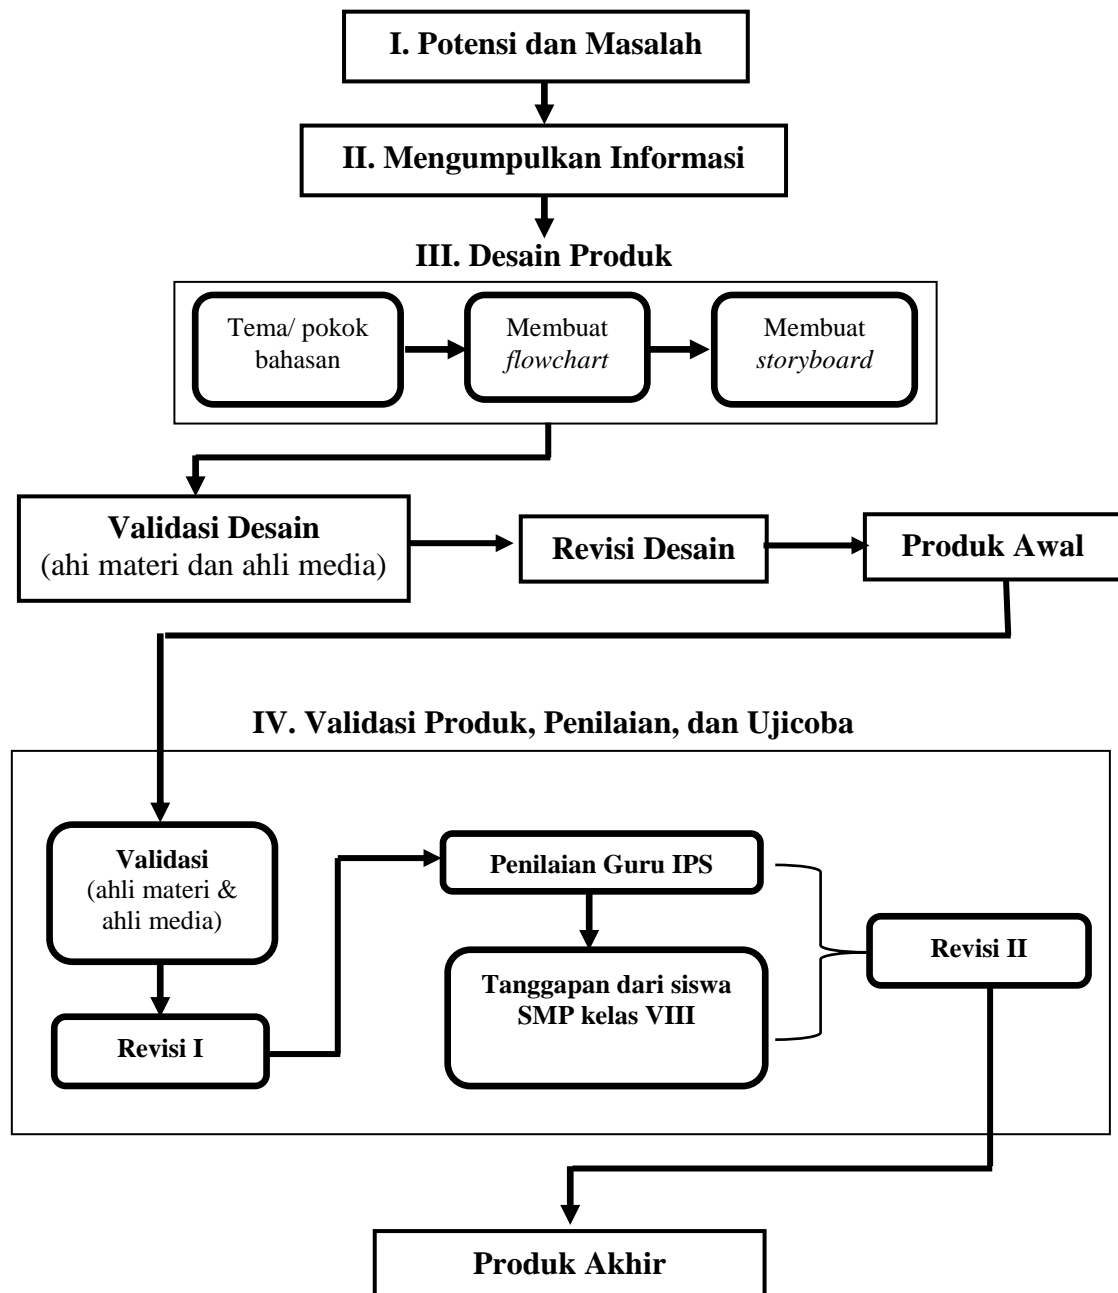 I. Potensi dan Masalah
II. Mengumpulkan Informasi
III. Desain Produk
Tema/ pokok
bahasan
Membuat
flowchart
Membuat
storyboard
Validasi Desain
(ahi materi dan ahli media)
Revisi Desain
Produk Awal
IV. Validasi Produk, Penilaian, dan Ujicoba
Validasi
(ahli materi &
ahli media)
Revisi I
Penilaian Guru IPS
Tanggapan dari siswa
SMP kelas VIII
Revisi II
Produk Akhir